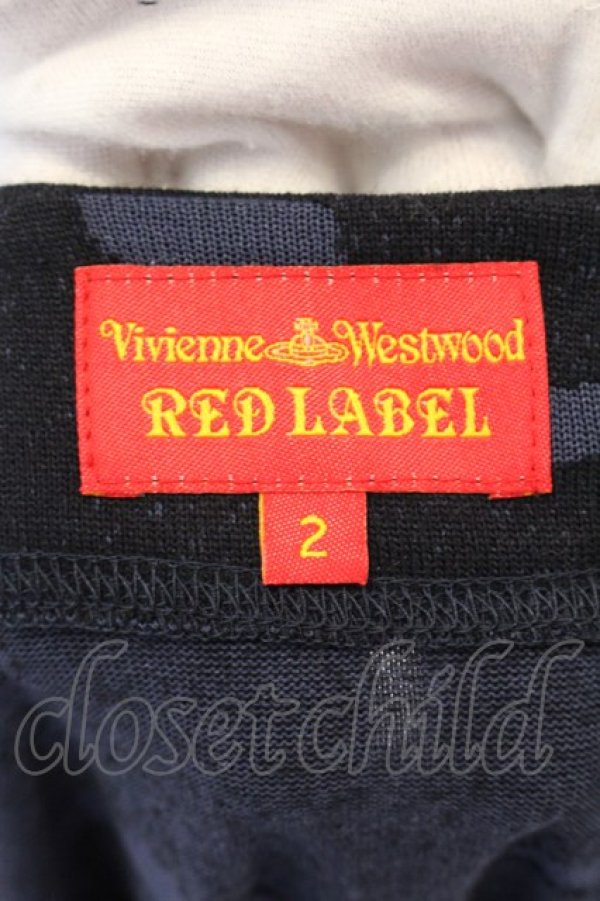 Vivienne Westwood
RED LABEL
2
closetchild